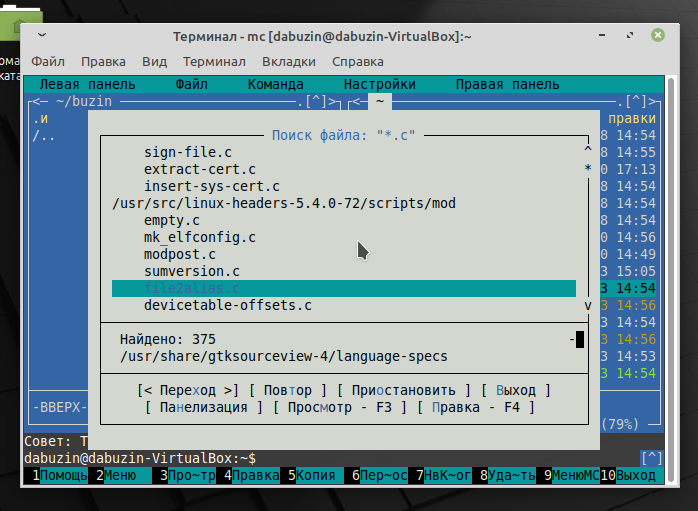 Терминал - mc [dabuzin@dabuzin-VirtualBox]:~
Файл Правка Вид Терминал Вкладки Справка
Левая панель Файл Команда Настройки Правая панель
<— ~/buzin .[^]> <— ~ .[^]>
.и правки
/.. 8 14:54
8 14:55
0 17:13
8 14:54
8 14:54
8 14:54
0 14:56
0 14:49
3 15:05
3 14:54
3 14:56
3 14:54
3 14:56
3 14:53
3 14:54
Поиск файла: "*.c"
sign-file.c ^
extract-cert.c *
insert-sys-cert.c
/usr/src/linux-headers-5.4.0-72/scripts/mod
empty.c
mk_elfconfig.c
modpost.c
sumversion.c
file2alias.c
devicetable-offsets.c v
Найдено: 375 -
/usr/share/gtksourceview-4/language-specs
[< Переход >] [ Повтор ] [ Приостановить ] [ Выход ]
[ Панелизация ] [ Просмотр - F3 ] [ Правка - F4 ]
-ВВЕРХ-
(79%)
Совет: Т
dabuzin@dabuzin-VirtualBox:~$ [^]
1Помощь 2Меню 3Про~тр 4Правка 5Копия 6Пер~ос 7НвК~ог 8Уда~ть 9МенюМС 10Выход